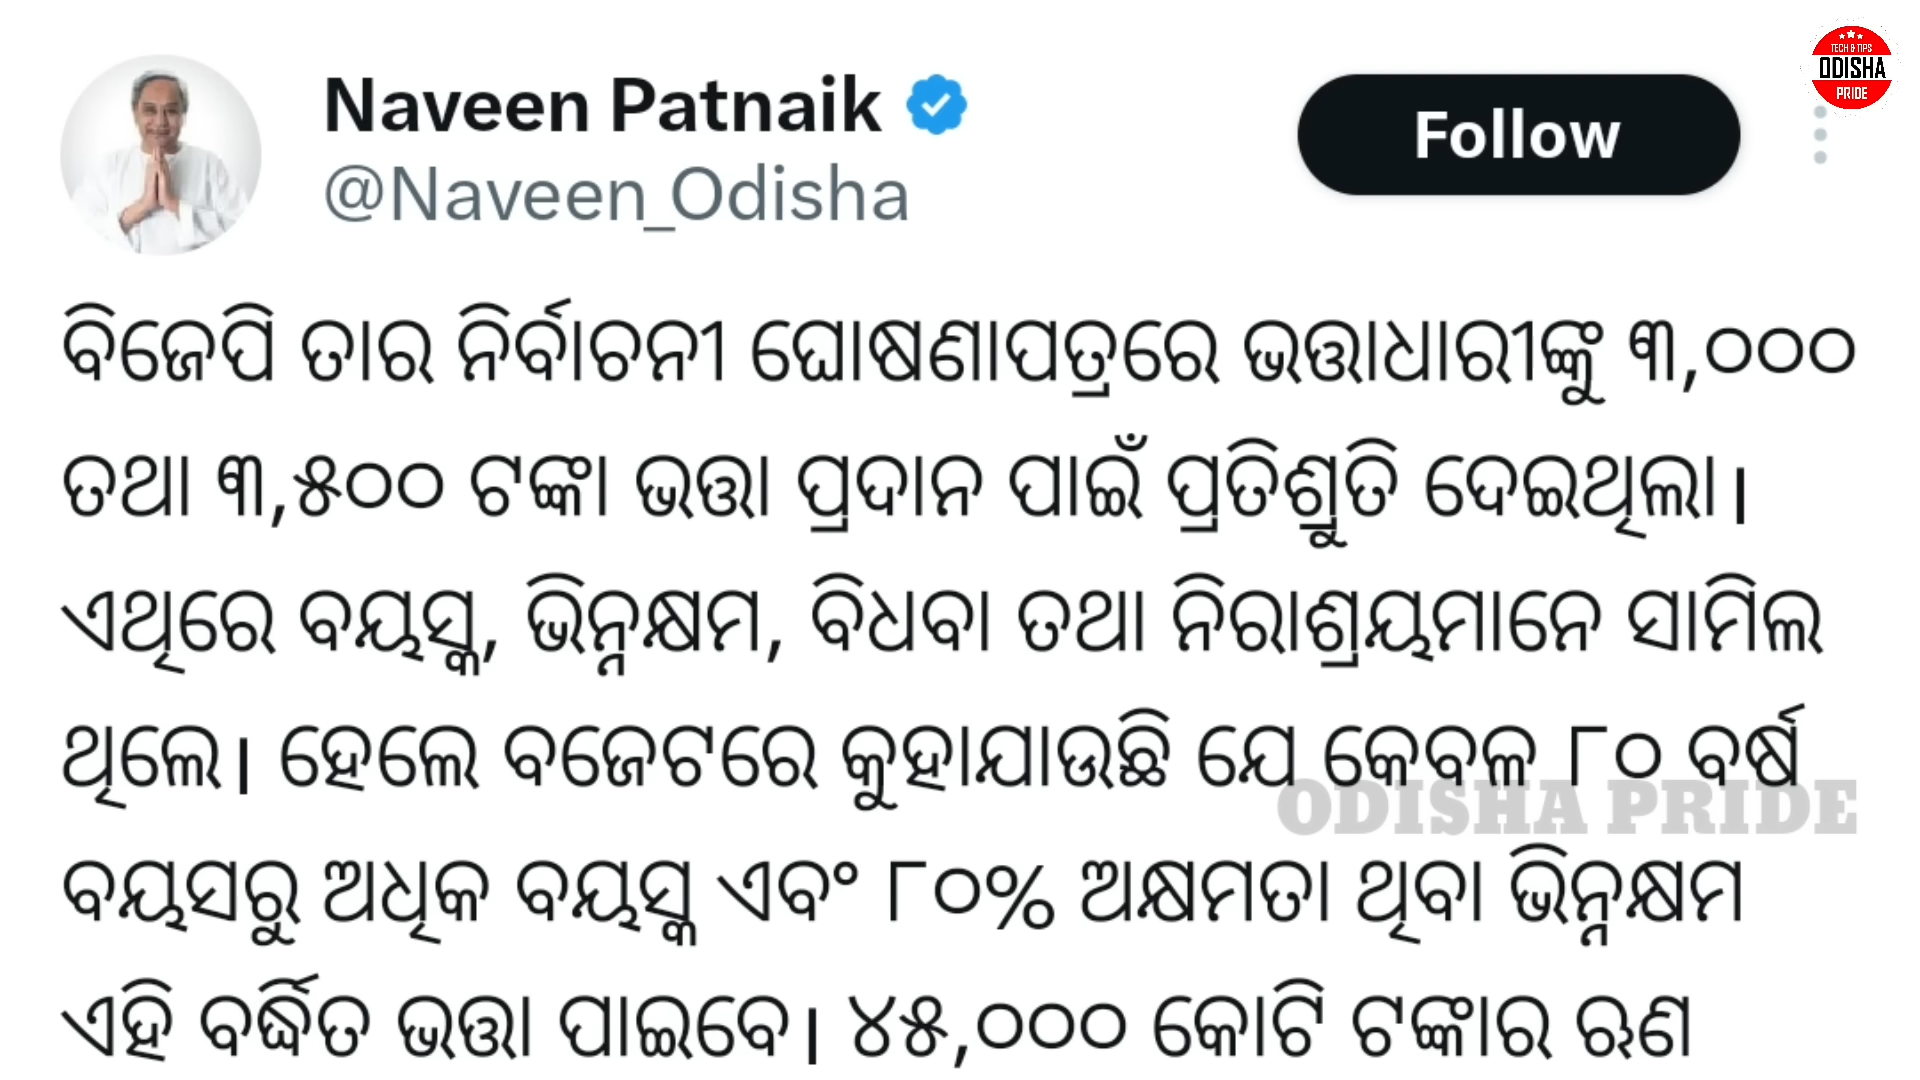 Naveen Patnaik
@Naveen_Odisha
Follow
TECH & TIPS
ODISHA
PRIDE
ବିଜେପି ତାର ନିର୍ବାଚନୀ ଘୋଷଣାପତ୍ରରେ ଭତ୍ତାଧାରୀଙ୍କୁ ୩,୦୦୦
ତଥା ୩,୫୦୦ ଟଙ୍କା ଭତ୍ତା ପ୍ରଦାନ ପାଇଁ ପ୍ରତିଶ୍ରୁତି ଦେଇଥିଲା।
ଏଥିରେ ବୟସ୍କ, ଭିନ୍ନକ୍ଷମ, ବିଧବା ତଥା ନିରାଶ୍ରୟମାନେ ସାମିଲ
ଥିଲେ। ହେଲେ ବଜେଟରେ କୁହାଯାଉଛି ଯେ କେବଳ ୮୦ ବର୍ଷ
ODISHA PRIDE
ବୟସରୁ ଅଧିକ ବୟସ୍କ ଏବଂ ୮୦% ଅକ୍ଷମତା ଥିବା ଭିନ୍ନକ୍ଷମ
ଏହି ବର୍ଦ୍ଧିତ ଭତ୍ତା ପାଇବେ। ୪୫,୦୦୦ କୋଟି ଟଙ୍କାର ଋଣ